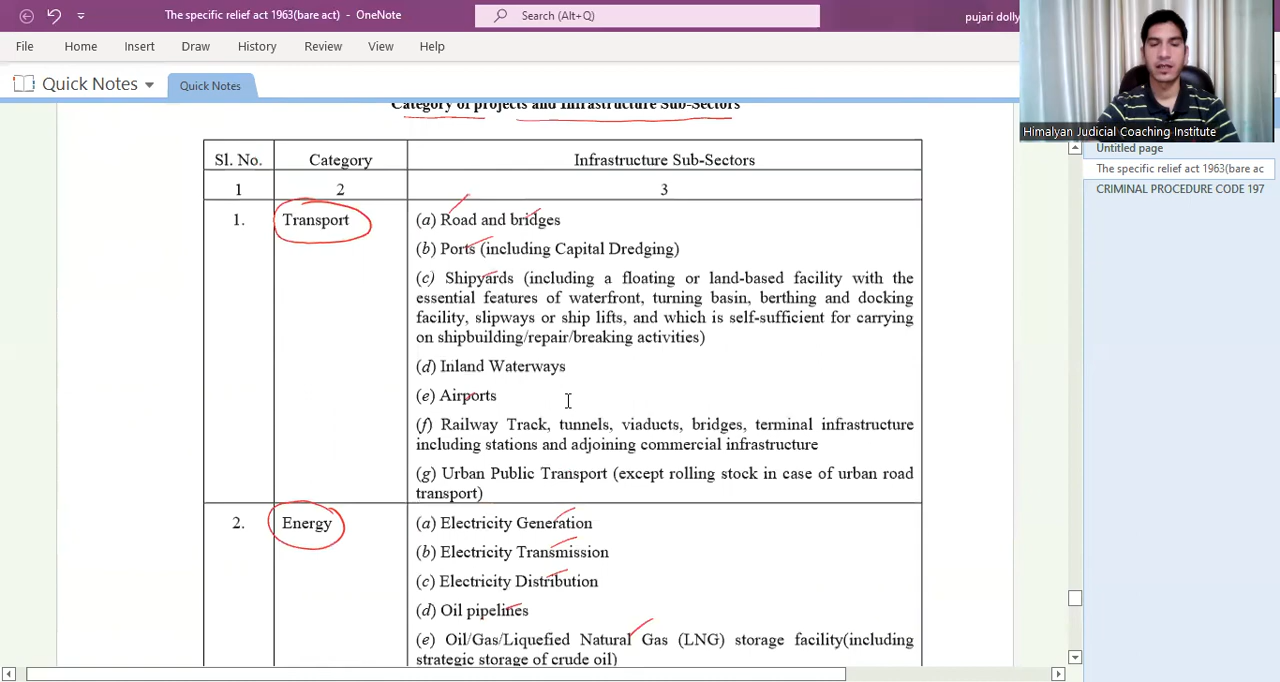 The specific relief act 1963(bare act) - OneNote
Search (Alt+Q)
pujari dolly
File Home Insert Draw History Review View Help
Quick Notes
Quick Notes
Himalyan Judicial Coaching Institute
Untitled page
The specific relief act 1963(bare ac
CRIMINAL PROCEDURE CODE 197
Category of projects and Infrastructure Sub-Sectors
Sl. No. Category Infrastructure Sub-Sectors
1 2 3
1. Transport (a) Road and bridges
(b) Ports (including Capital Dredging)
(c) Shipyards (including a floating or land-based facility with the
essential features of waterfront, turning basin, berthing and docking
facility, slipways or ship lifts, and which is self-sufficient for carrying
on shipbuilding/repair/breaking activities)
(d) Inland Waterways
(e) Airports
(f) Railway Track, tunnels, viaducts, bridges, terminal infrastructure
including stations and adjoining commercial infrastructure
(g) Urban Public Transport (except rolling stock in case of urban road
transport)
2. Energy (a) Electricity Generation
(b) Electricity Transmission
(c) Electricity Distribution
(d) Oil pipelines
(e) Oil/Gas/Liquefied Natural Gas (LNG) storage facility(including
strategic storage of crude oil)